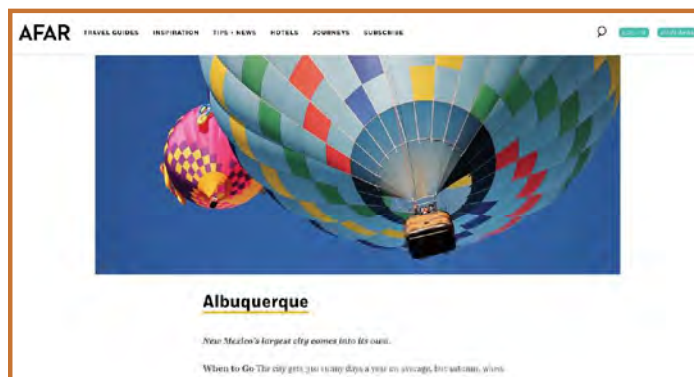 AFAR TRAVEL GUIDES INSPIRATION TIPS + NEWS HOTELS JOURNEYS SUBSCRIBE
Albuquerque
New Mexico's largest city comes into its own.
When to Go The city gets 310 sunny days a year on average, but autumn, when